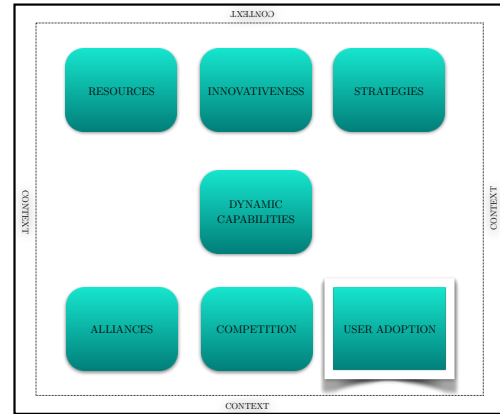 CONTEXT
RESOURCES
INNOVATIVENESS
STRATEGIES
CONTEXT
DYNAMIC
CAPABILITIES
CONTEXT
ALLIANCES
COMPETITION
USER ADOPTION
CONTEXT